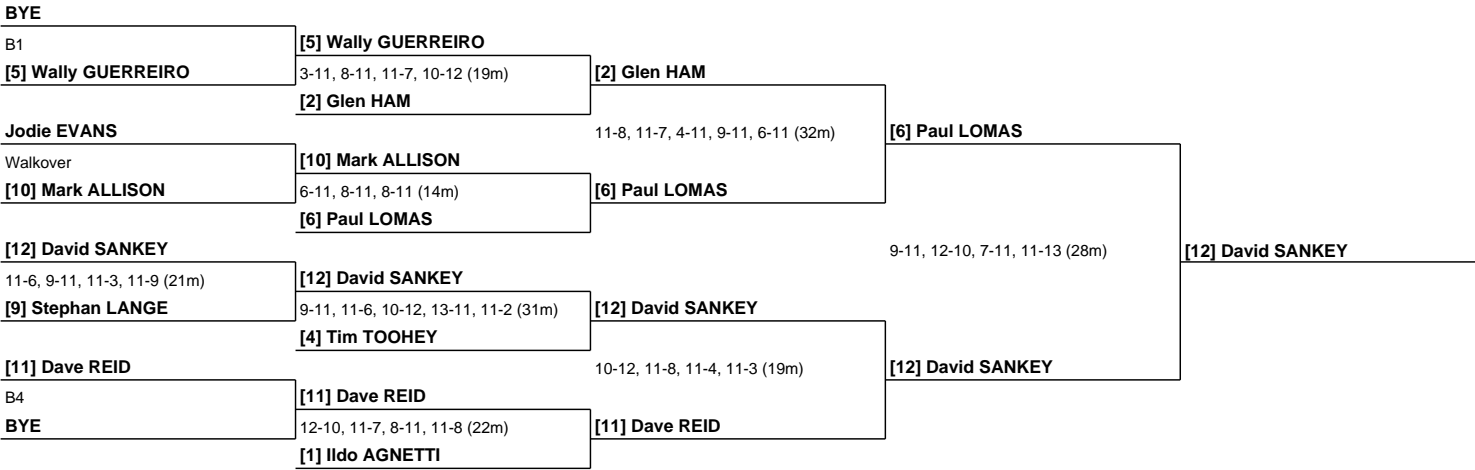 BYE
B1
[5] Wally GUERREIRO
[5] Wally GUERREIRO
3-11, 8-11, 11-7, 10-12 (19m)
[2] Glen HAM
[2] Glen HAM
Jodie EVANS
11-8, 11-7, 4-11, 9-11, 6-11 (32m)
[6] Paul LOMAS
Walkover
[10] Mark ALLISON
[10] Mark ALLISON
6-11, 8-11, 8-11 (14m)
[6] Paul LOMAS
[6] Paul LOMAS
[12] David SANKEY
9-11, 12-10, 7-11, 11-13 (28m)
[12] David SANKEY
11-6, 9-11, 11-3, 11-9 (21m)
[12] David SANKEY
[9] Stephan LANGE
9-11, 11-6, 10-12, 13-11, 11-2 (31m)
[12] David SANKEY
[4] Tim TOOHEY
[11] Dave REID
10-12, 11-8, 11-4, 11-3 (19m)
[12] David SANKEY
B4
[11] Dave REID
BYE
12-10, 11-7, 8-11, 11-8 (22m)
[11] Dave REID
[1] Ildo AGNETTI